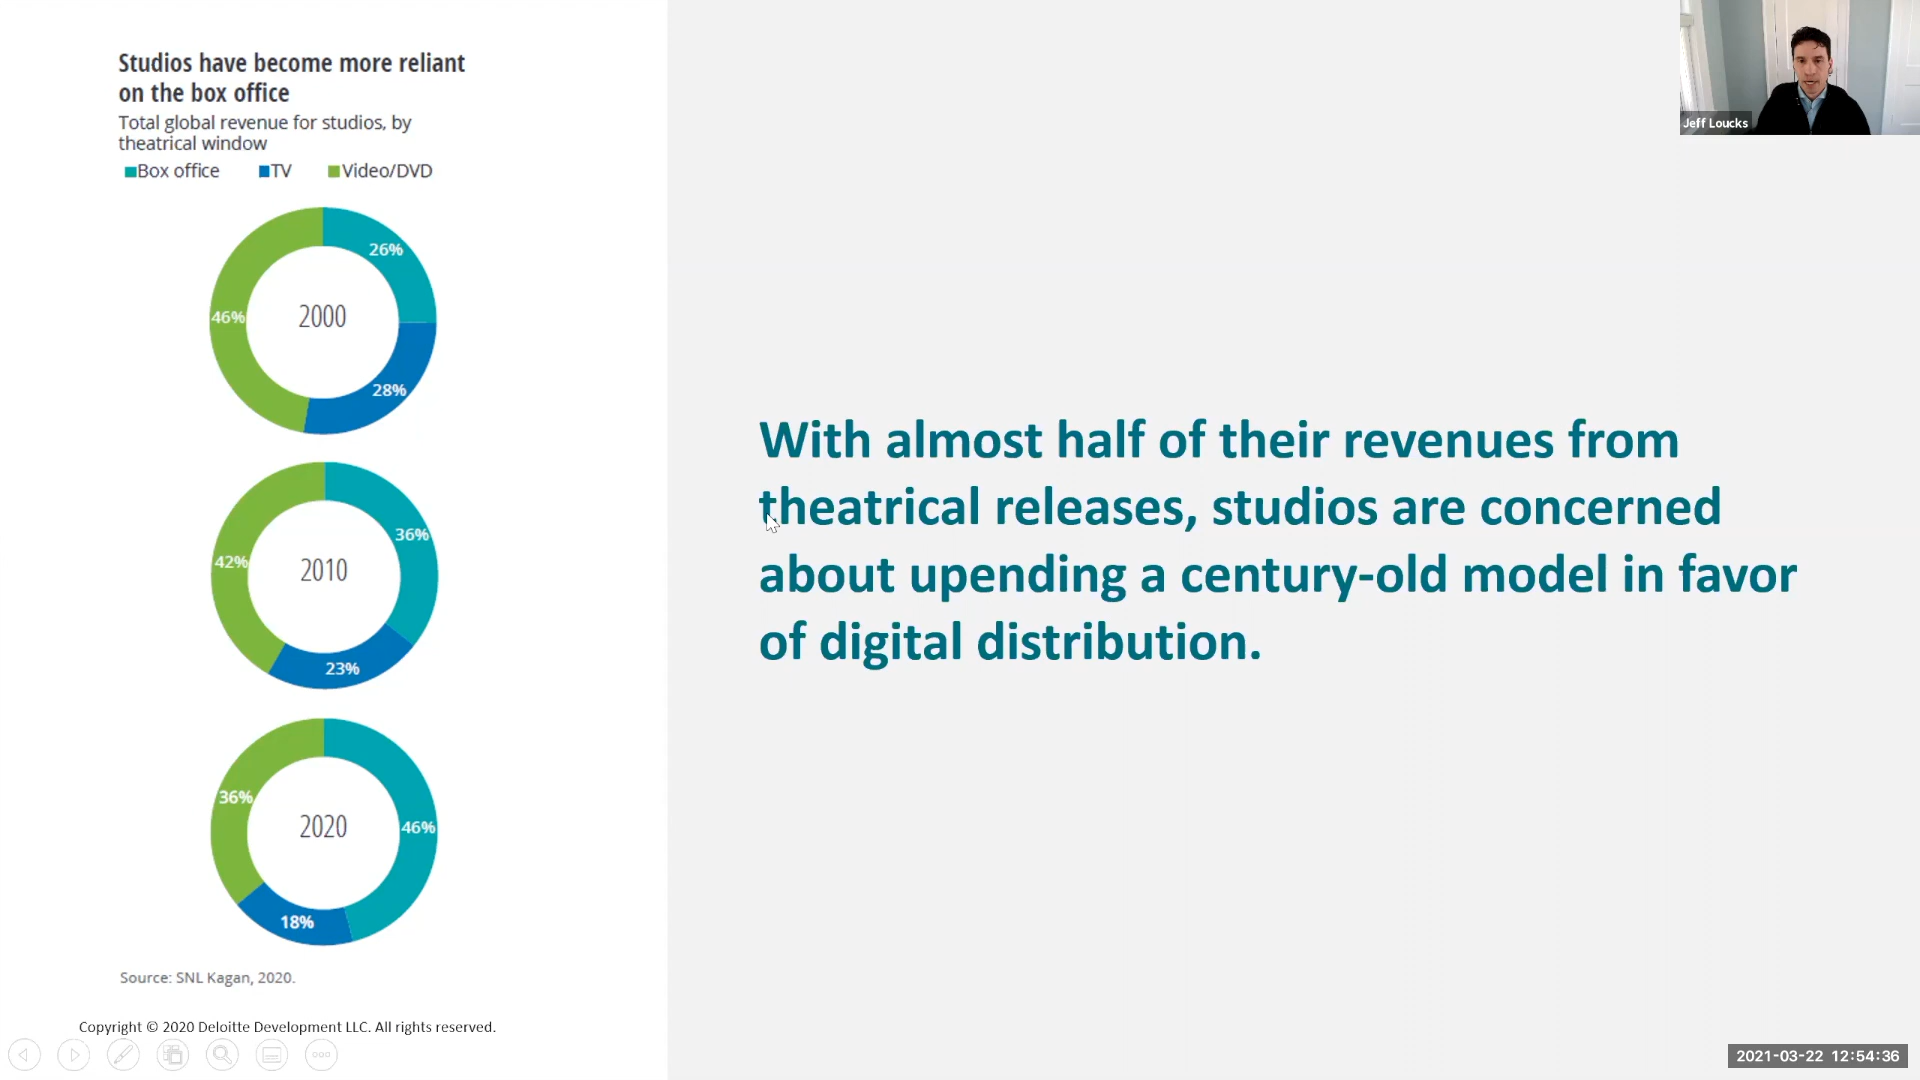 Studios have become more reliant
on the box office
Total global revenue for studios, by
theatrical window
Box office TV Video/DVD
26%
46%
2000
28%
36%
42%
2010
23%
36%
2020
46%
18%
Source: SNL Kagan, 2020.
Copyright © 2020 Deloitte Development LLC. All rights reserved.
With almost half of their revenues from
theatrical releases, studios are concerned
about upending a century-old model in favor
of digital distribution.
Jeff Loucks
2021-03-22 12:54:36